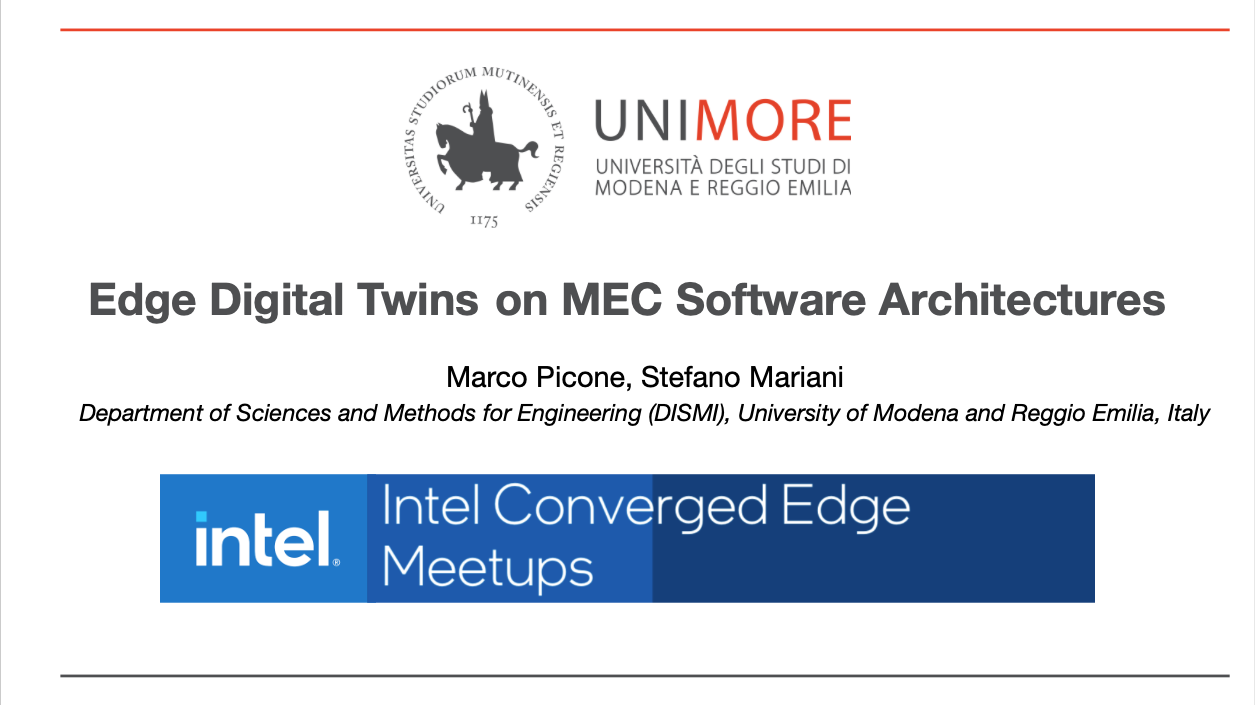 UNIVERSITAS STUDIORUM MUTINENSIS ET REGIENSIS
1175
UNIMORE
UNIVERSITÀ DEGLI STUDI DI
MODENA E REGGIO EMILIA
Edge Digital Twins on MEC Software Architectures
Marco Picone, Stefano Mariani
Department of Sciences and Methods for Engineering (DISMI), University of Modena and Reggio Emilia, Italy
intel®
Intel Converged Edge
Meetups